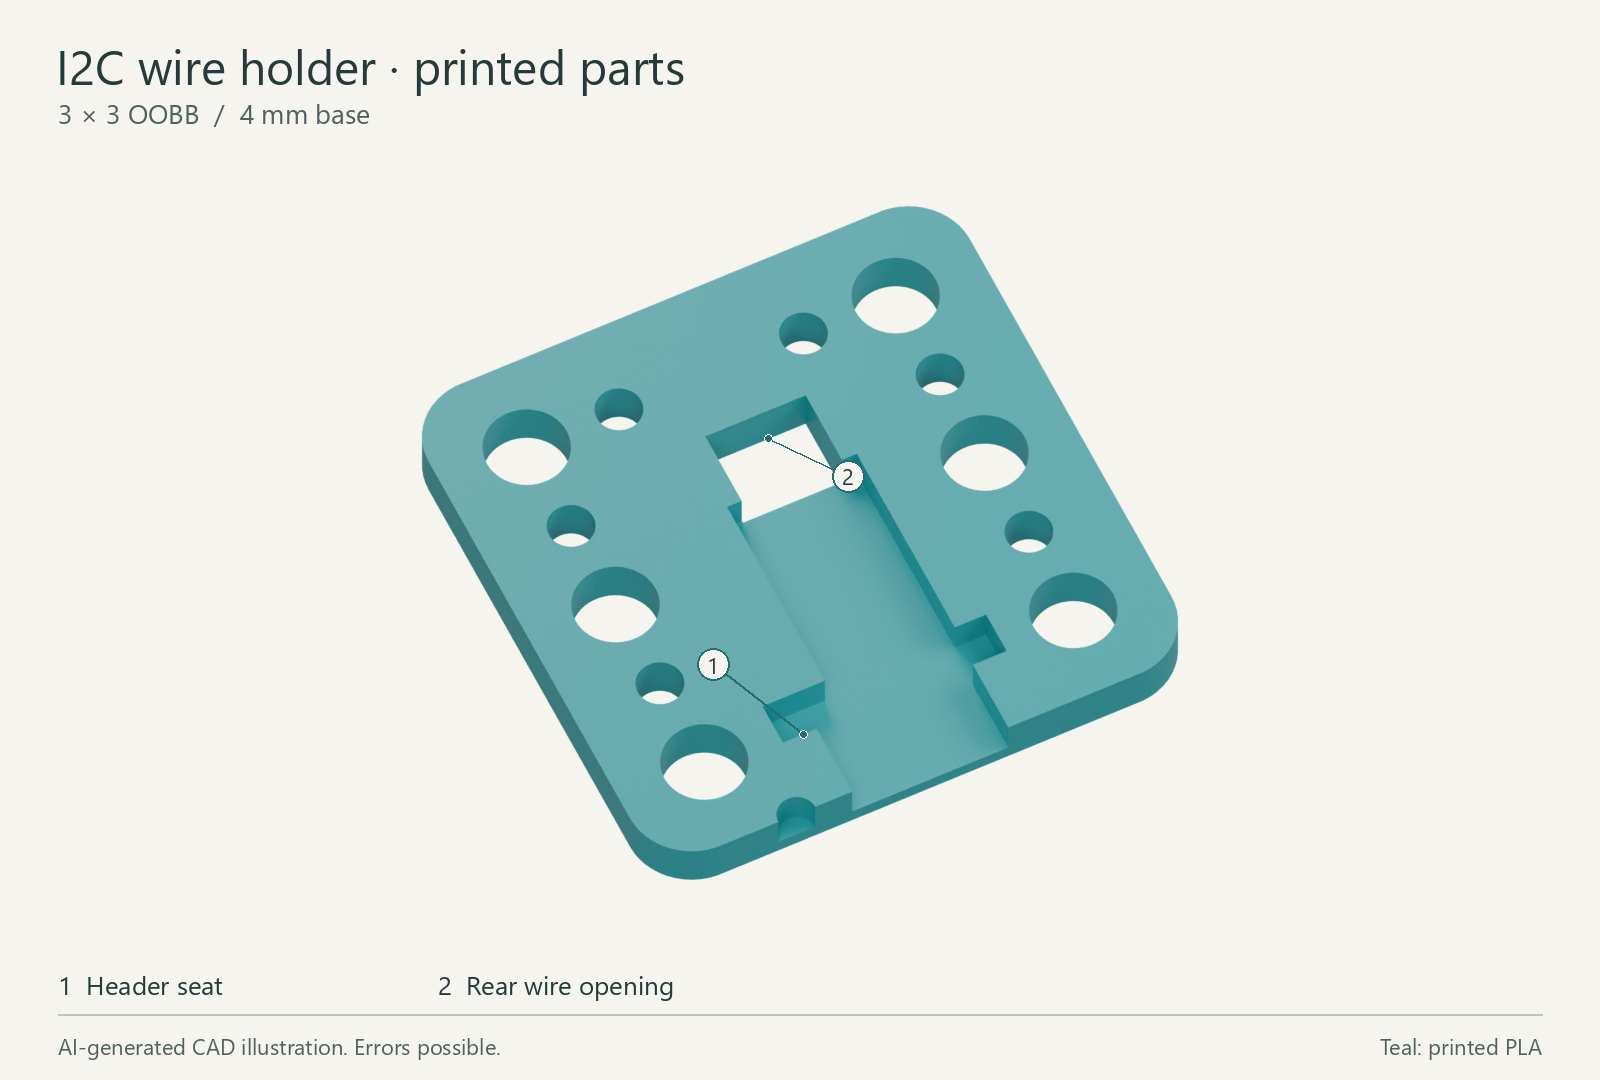 I2C wire holder · printed parts
3 × 3 OOBB / 4 mm base
2
1
1 Header seat
2 Rear wire opening
AI-generated CAD illustration. Errors possible.
Teal: printed PLA